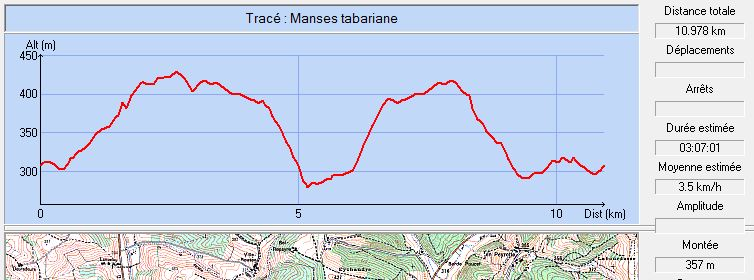 Tracé : Manses tabariane
Alt (m)
450
400
350
300
0
5
10
Dist (km)
Distance totale
10.978 km
Déplacements
Arrêts
Durée estimée
03:07:01
Moyenne estimée
3.5 km/h
Amplitude
Montée
357 m